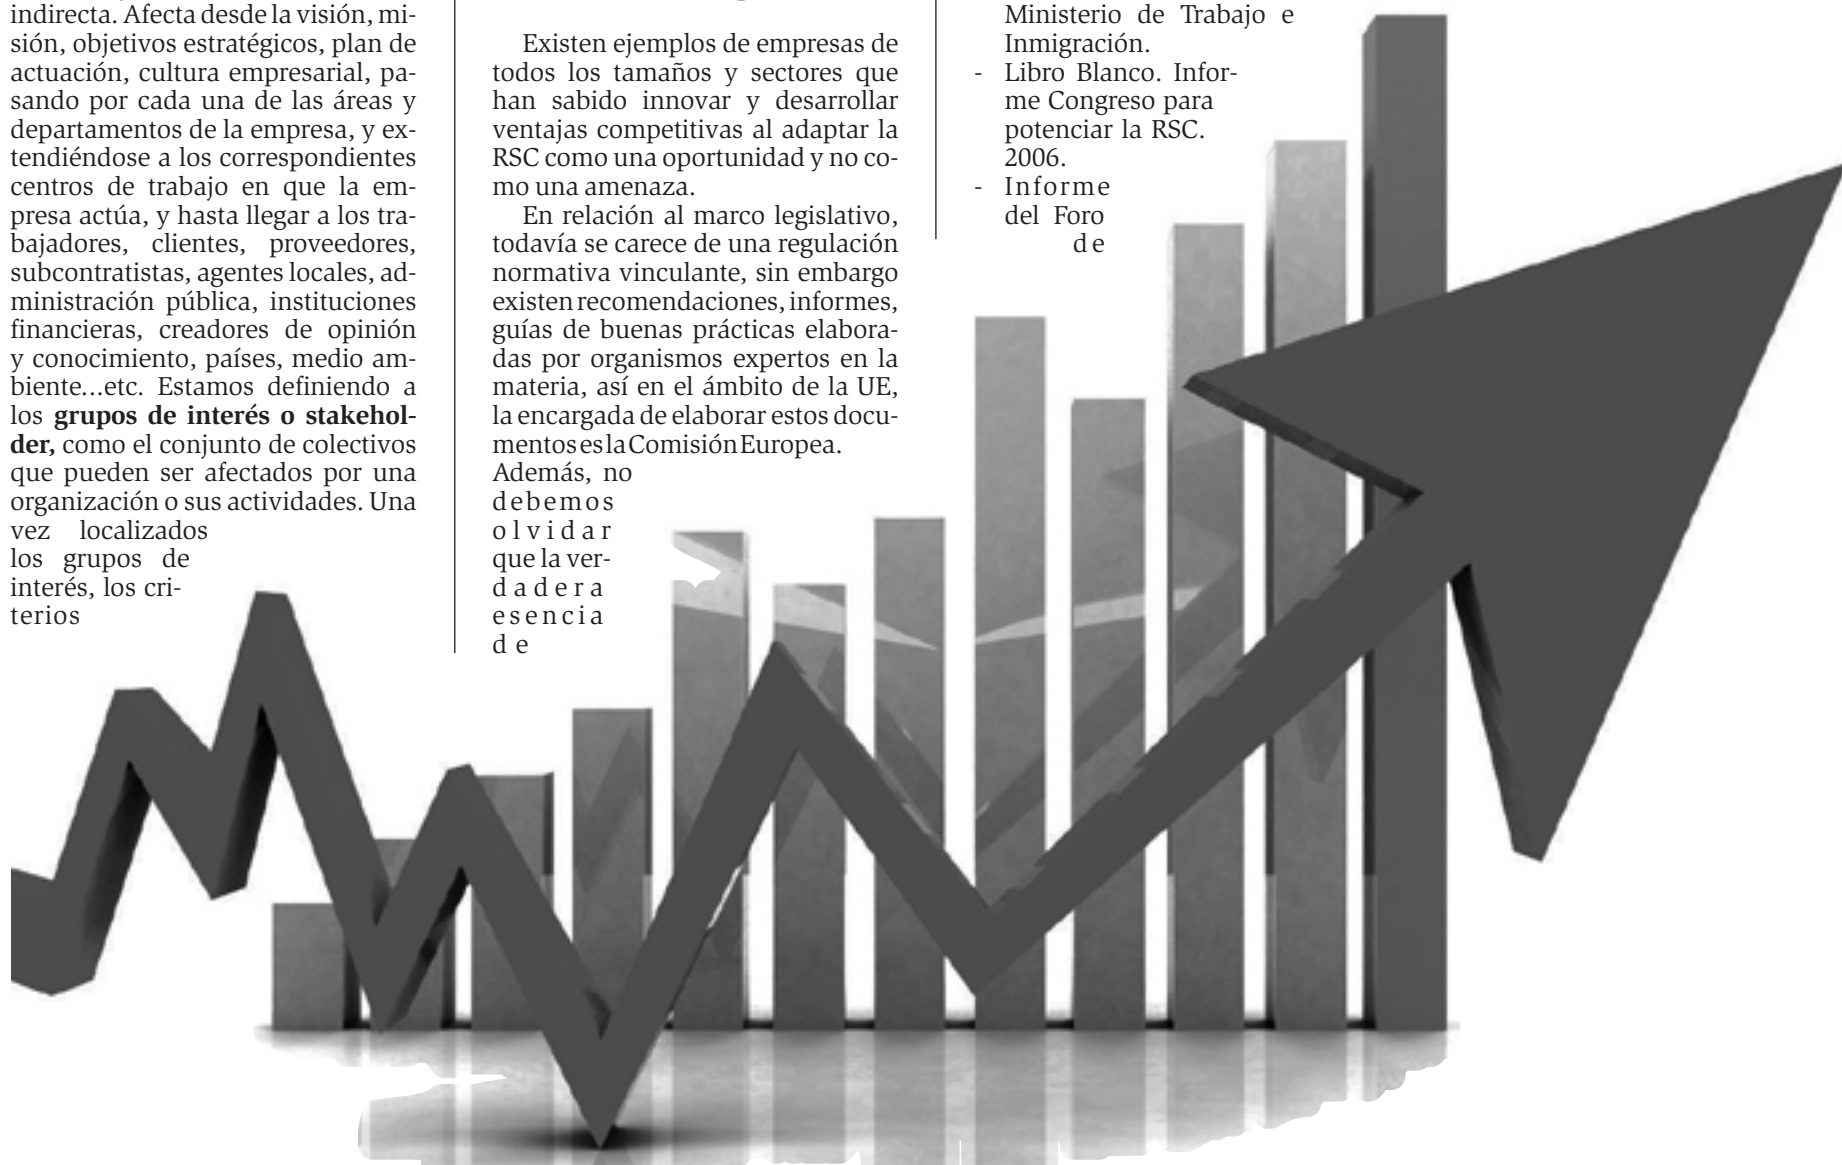 indirecta. Afecta desde la visión, mi-
sión, objetivos estratégicos, plan de
actuación, cultura empresarial, pa-
sando por cada una de las áreas y
departamentos de la empresa, y ex-
tendiéndose a los correspondientes
centros de trabajo en que la em-
presa actúa, y hasta llegar a los tra-
bajadores, clientes, proveedores,
subcontratistas, agentes locales, ad-
ministración pública, instituciones
financieras, creadores de opinión
y conocimiento, países, medio am-
biente...etc. Estamos definiendo a
los grupos de interés o stakehol-
der, como el conjunto de colectivos
que pueden ser afectados por una
organización o sus actividades. Una
vez localizados
los grupos de
interés, los cri-
terios
Existen ejemplos de empresas de
todos los tamaños y sectores que
han sabido innovar y desarrollar
ventajas competitivas al adaptar la
RSC como una oportunidad y no co-
mo una amenaza.
En relación al marco legislativo,
todavía se carece de una regulación
normativa vinculante, sin embargo
existen recomendaciones, informes,
guías de buenas prácticas elabora-
das por organismos expertos en la
materia, así en el ámbito de la UE,
la encargada de elaborar estos docu-
mentos es la Comisión Europea.
Además, no
debemos
olvidar
que la ver-
dadera
esencia
de
Ministerio de Trabajo e
Inmigración.
- Libro Blanco. Infor-
me Congreso para
potenciar la RSC.
2006.
- Informe
del Foro
de